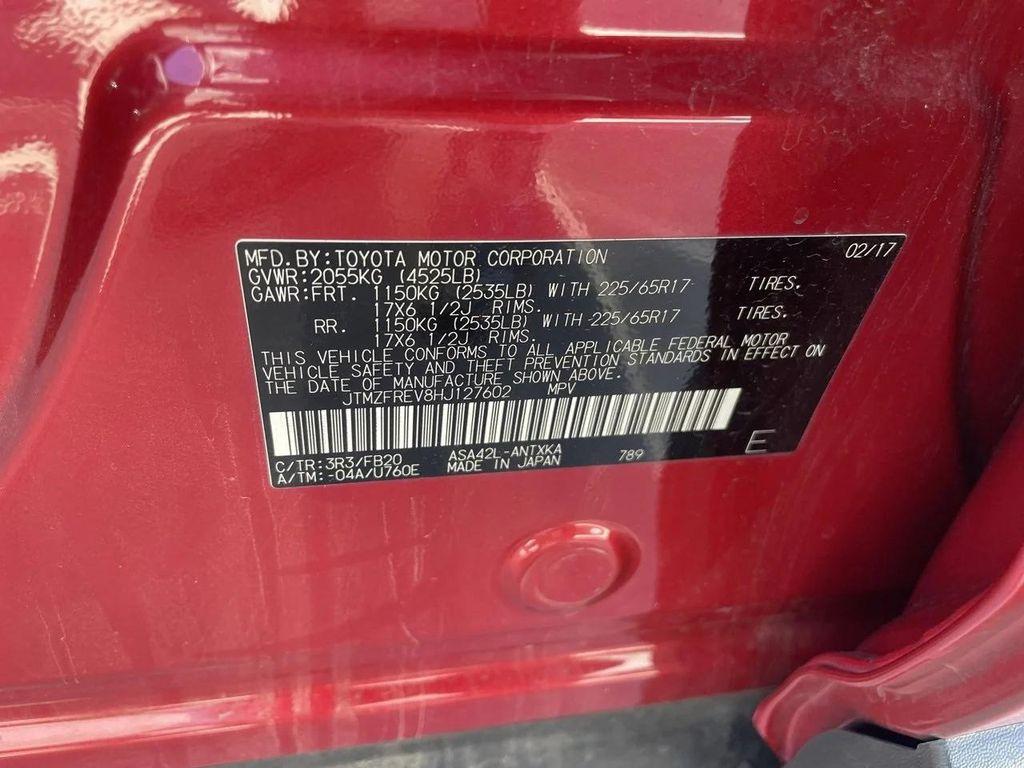 MFD.BY:TOYOTA MOTOR CORPORATION 02/17
GVWR:2055KG (4525LB)
GAWR:FRT. 1150KG (2535LB) WITH 225/65R17 TIRES.
17X6 1/2J RIMS.
RR. 1150KG (2535LB) WITH 225/65R17 TIRES.
17X6 1/2J RIMS.
THIS VEHICLE CONFORMS TO ALL APPLICABLE FEDERAL MOTOR
VEHICLE SAFETY AND THEFT PREVENTION STANDARDS IN EFFECT ON
THE DATE OF MANUFACTURE SHOWN ABOVE.
JTMZFREV8HJ127602 MPV
E
C/TR:3R3/FB20 ASA42L-ANTXKA 789
A/TM:-04A/U760E MADE IN JAPAN